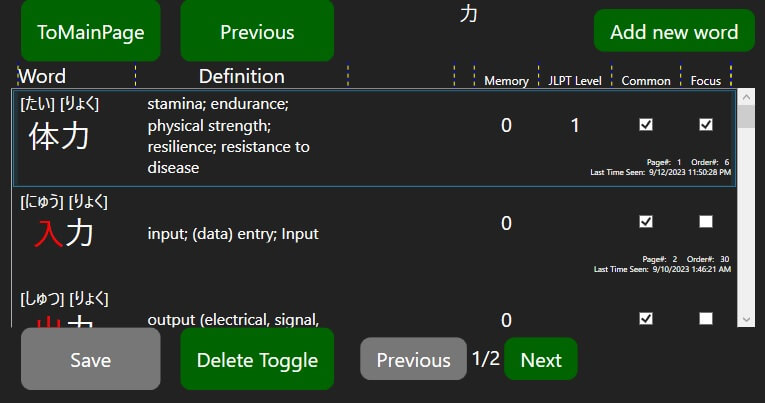 力
ToMainPage
Previous
Add new word
Word
Definition
Memory
JLPT Level
Common
Focus
[たい] [りょく]
体力
stamina; endurance;
physical strength;
resilience; resistance to
disease
0
1
Page#: 1 Order#: 6
Last Time Seen: 9/12/2023 11:50:28 PM
[にゅう] [りょく]
入力
input; (data) entry; Input
0
Page#: 2 Order#: 30
Last Time Seen: 9/10/2023 1:46:21 AM
[しゅつ] [りょく]
出力
output (electrical, signal,
0
Save
Delete Toggle
Previous
1/2
Next